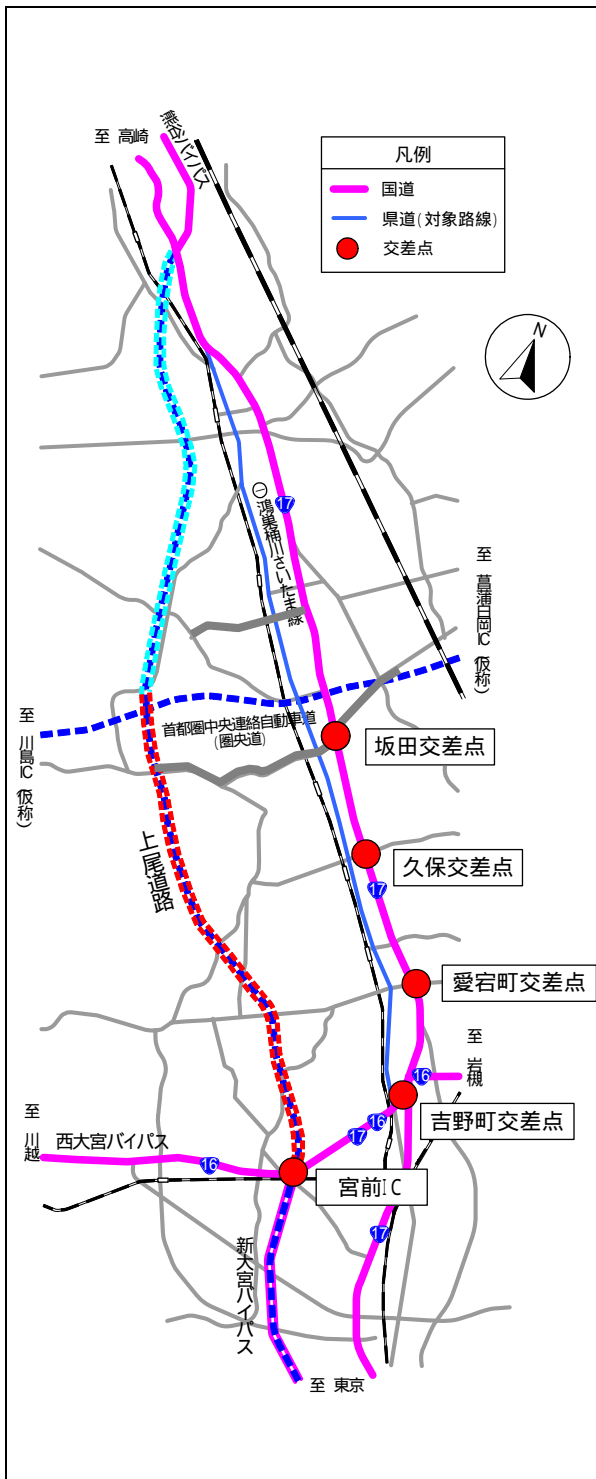 至 高崎
熊谷バイパス
凡例
国道
県道(対象路線)
交差点
N
㊀鴻巣桶川さいたま線
17
至 菖蒲白岡IC(仮称)
首都圏中央連絡自動車道
(圏央道)
至 川島IC(仮称)
坂田交差点
上尾道路
久保交差点
17
愛宕町交差点
至 岩槻
16
吉野町交差点
16
17
至 川越
西大宮バイパス
16
宮前IC
新大宮バイパス
17
至 東京